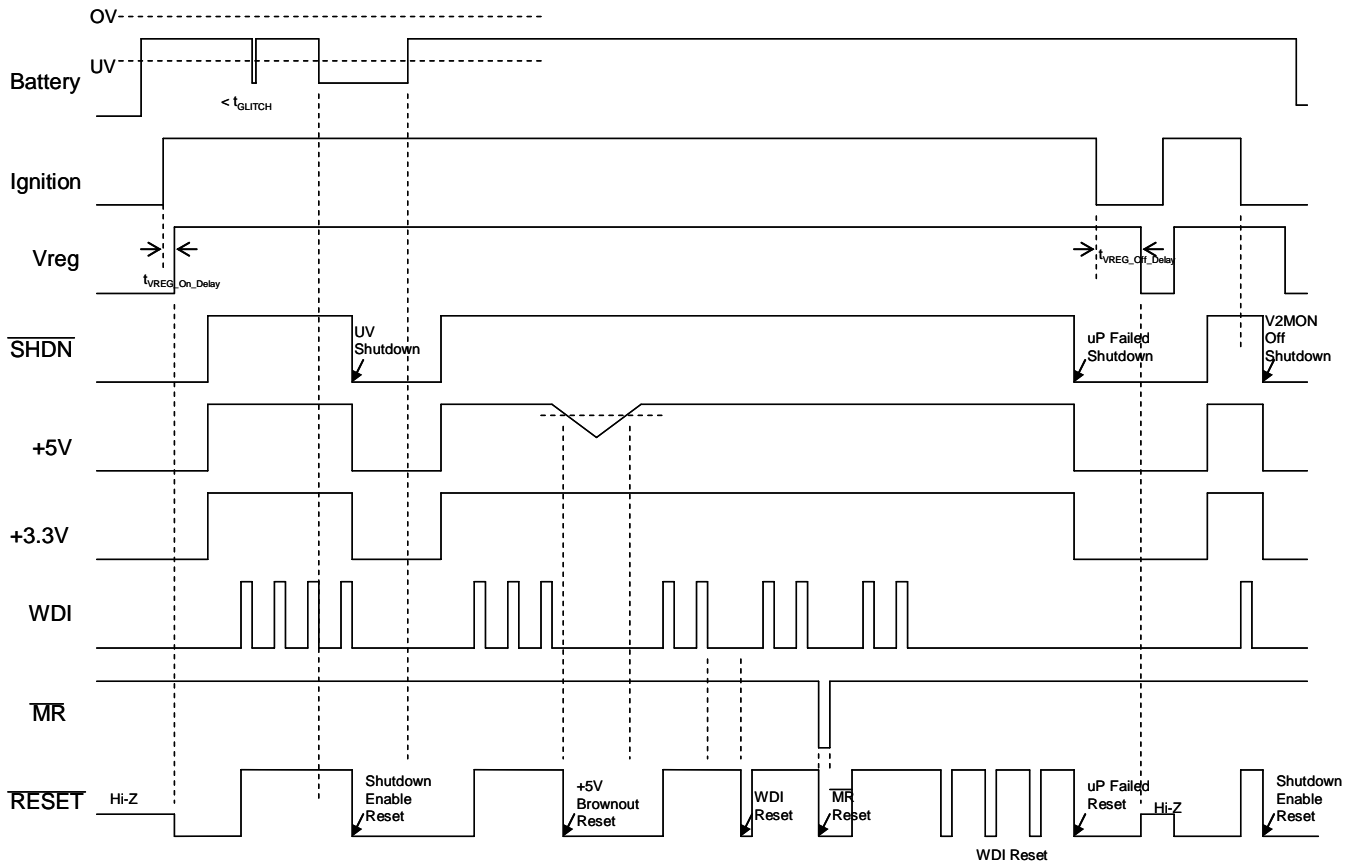 OV
UV
Battery
< tGLITCH
Ignition
Vreg
tVREG_On_Delay
tVREG_Off_Delay
SHDN
UV
Shutdown
uP Failed
Shutdown
V2MON
Off
Shutdown
+5V
+3.3V
WDI
MR
RESET
Hi-Z
Shutdown
Enable
Reset
+5V
Brownout
Reset
WDI
Reset
MR
Reset
WDI Reset
uP Failed
Reset
Hi-Z
Shutdown
Enable
Reset